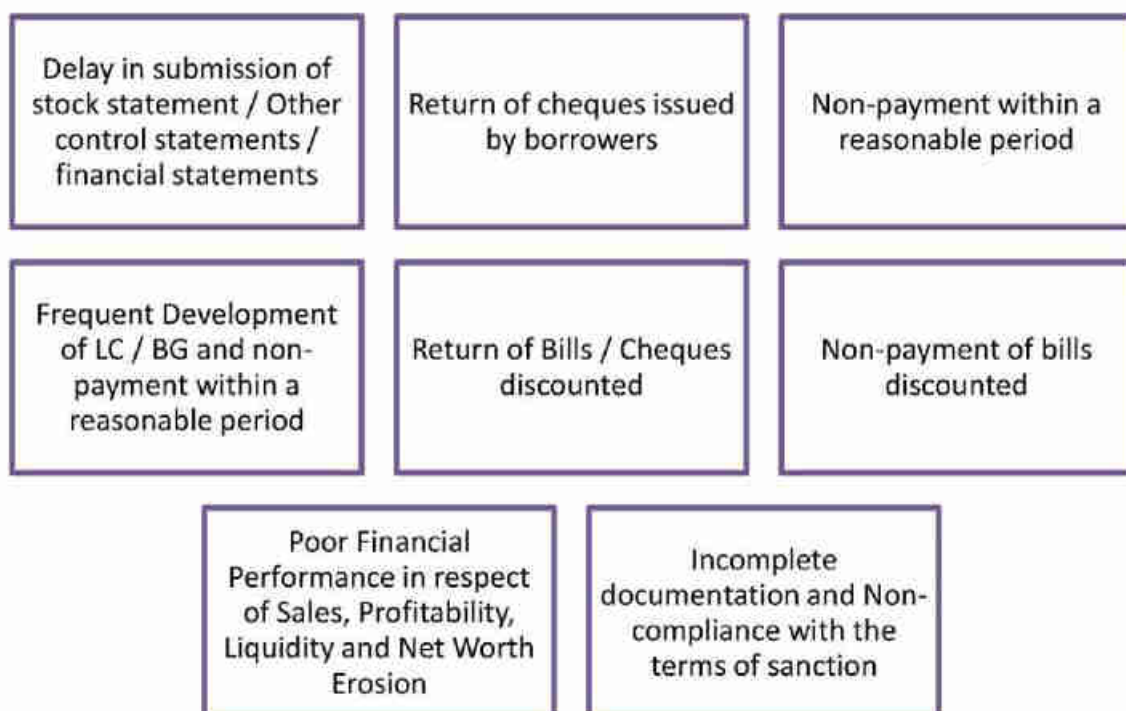 Delay in submission of
stock statement / Other
control statements /
financial statements
Return of cheques issued
by borrowers
Non-payment within a
reasonable period
Frequent Development
of LC / BG and non-
payment within a
reasonable period
Return of Bills / Cheques
discounted
Non-payment of bills
discounted
Poor Financial
Performance in respect
of Sales, Profitability,
Liquidity and Net Worth
Erosion
Incomplete
documentation and Non-
compliance with the
terms of sanction